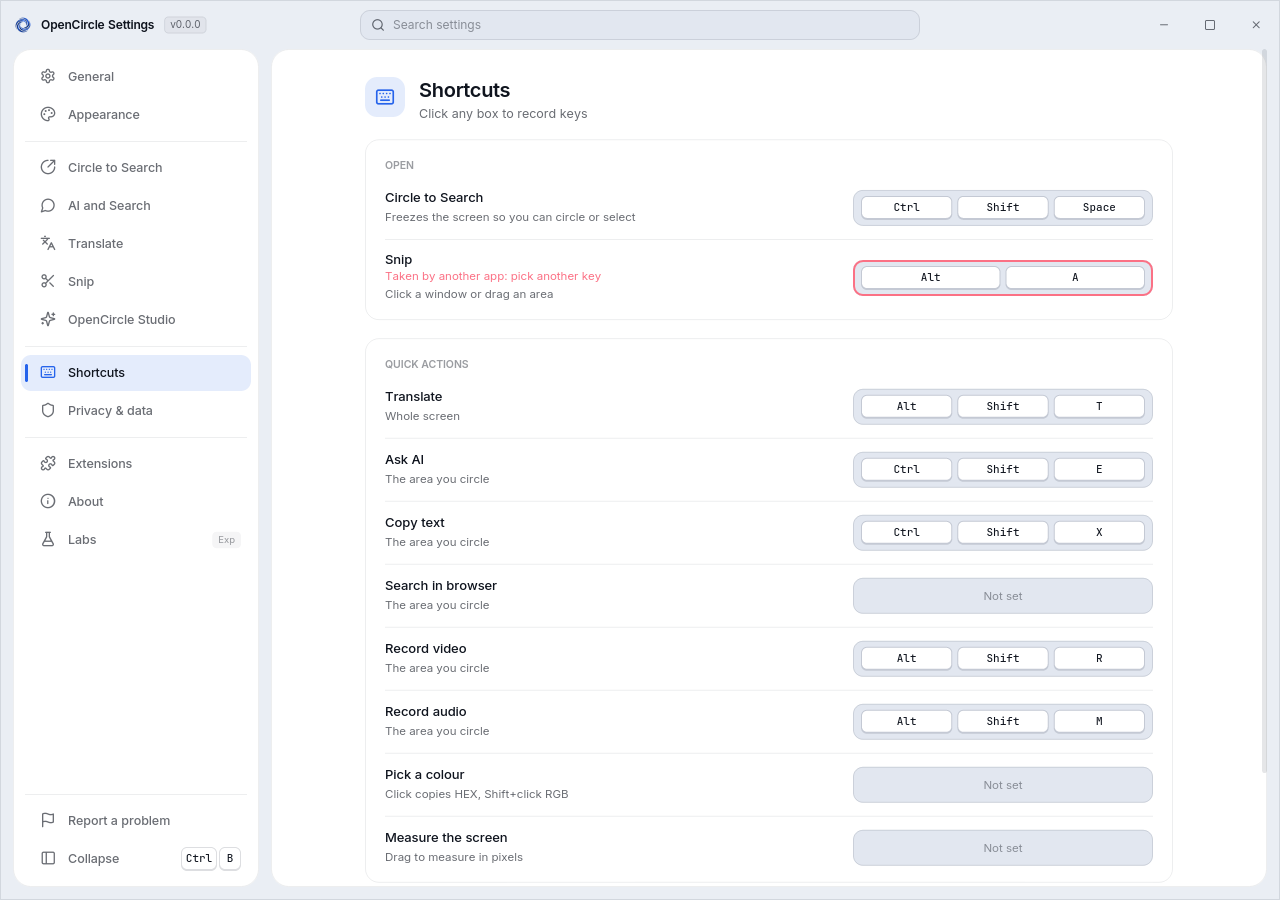 OpenCircle Settings v0.0.0
Search settings
General
Appearance
Circle to Search
AI and Search
Translate
Snip
OpenCircle Studio
Shortcuts
Privacy & data
Extensions
About
Labs Exp
Report a problem
Collapse Ctrl B
Shortcuts
Click any box to record keys
OPEN
Circle to Search
Freezes the screen so you can circle or select
Ctrl Shift Space
Snip
Taken by another app: pick another key
Click a window or drag an area
Alt A
QUICK ACTIONS
Translate
Whole screen
Alt Shift T
Ask AI
The area you circle
Ctrl Shift E
Copy text
The area you circle
Ctrl Shift X
Search in browser
The area you circle
Not set
Record video
The area you circle
Alt Shift R
Record audio
The area you circle
Alt Shift M
Pick a colour
Click copies HEX, Shift+click RGB
Not set
Measure the screen
Drag to measure in pixels
Not set